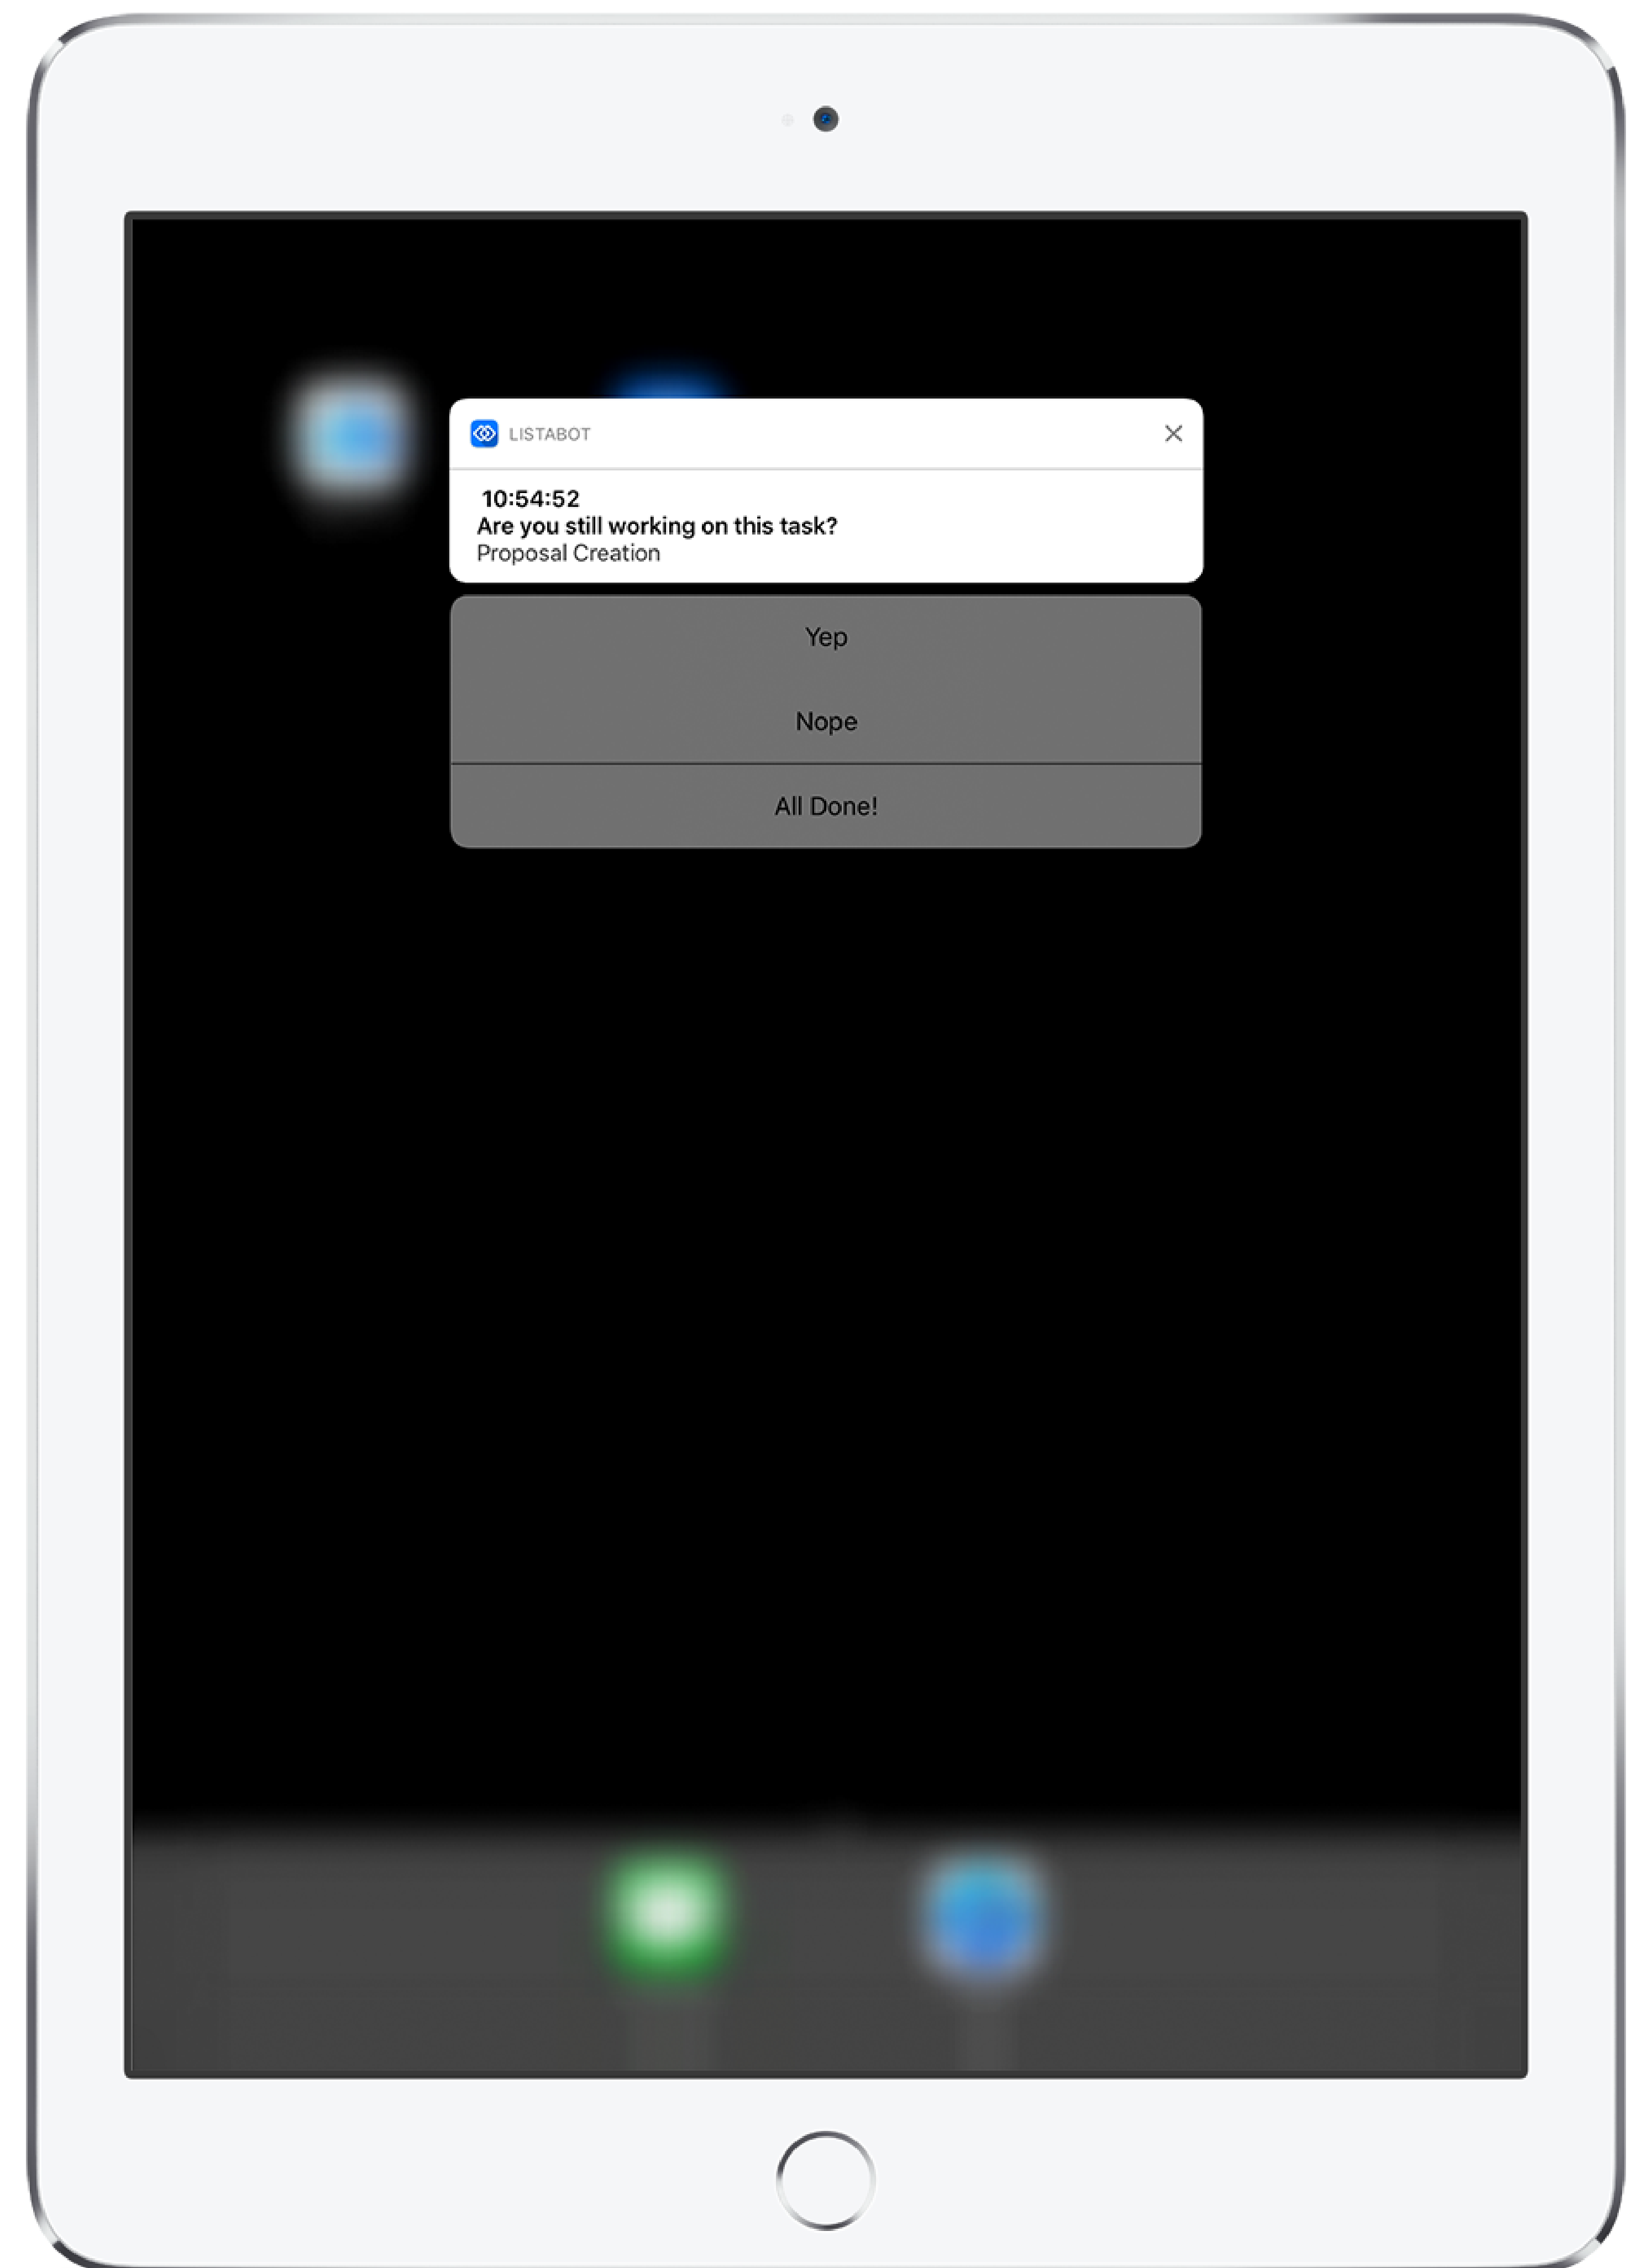 LISTABOT
10:54:52
Are you still working on this task?
Proposal Creation
Yep
Nope
All Done!